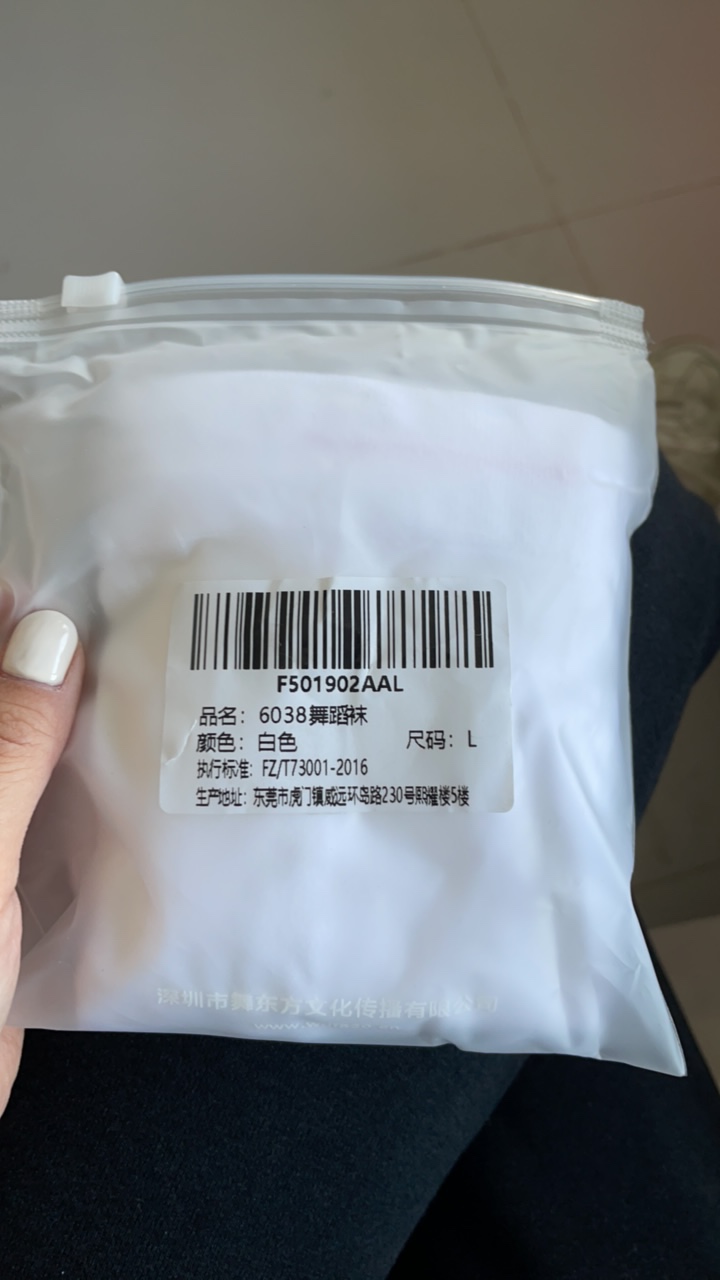 F501902AAL
品名：6038舞蹈袜
颜色：白色 尺码：L
执行标准：FZ/T73001-2016
生产地址：东莞市虎门镇威远环岛路230号熙耀楼5楼
深圳市舞东方文化传播有限公司